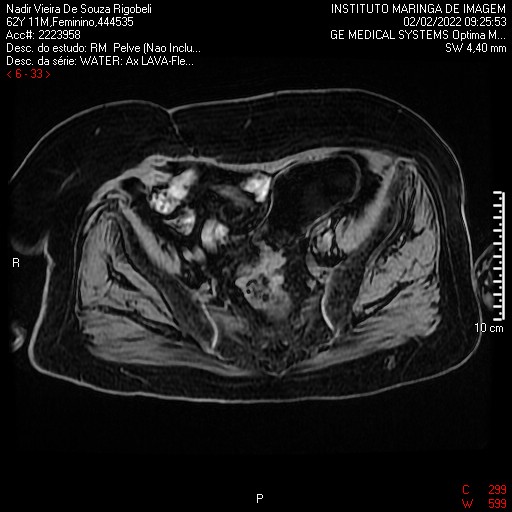 Nadir Vieira De Souza Rigobeli
62Y 11M,Feminino,444535
Acc#: 2223958
Desc. do estudo: RM Pelve (Nao Inclu...
Desc. da série: WATER: Ax LAVA-Fle...
< 6 - 33 >
INSTITUTO MARINGA DE IMAGEM
02/02/2022 09:25:53
GE MEDICAL SYSTEMS Optima M...
SW 4,40 mm
R
10 cm
P
C 299
W 599